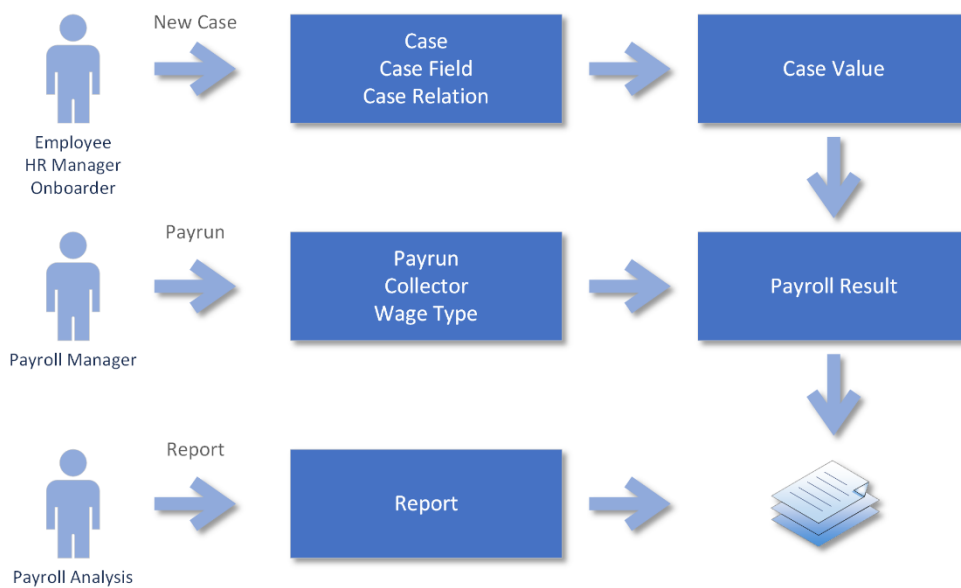 New Case
Case
Case Field
Case Relation
Case Value
Employee
HR Manager
Onboarder
Payrun
Payrun
Collector
Wage Type
Payroll Result
Payroll Manager
Report
Report
Payroll Analysis